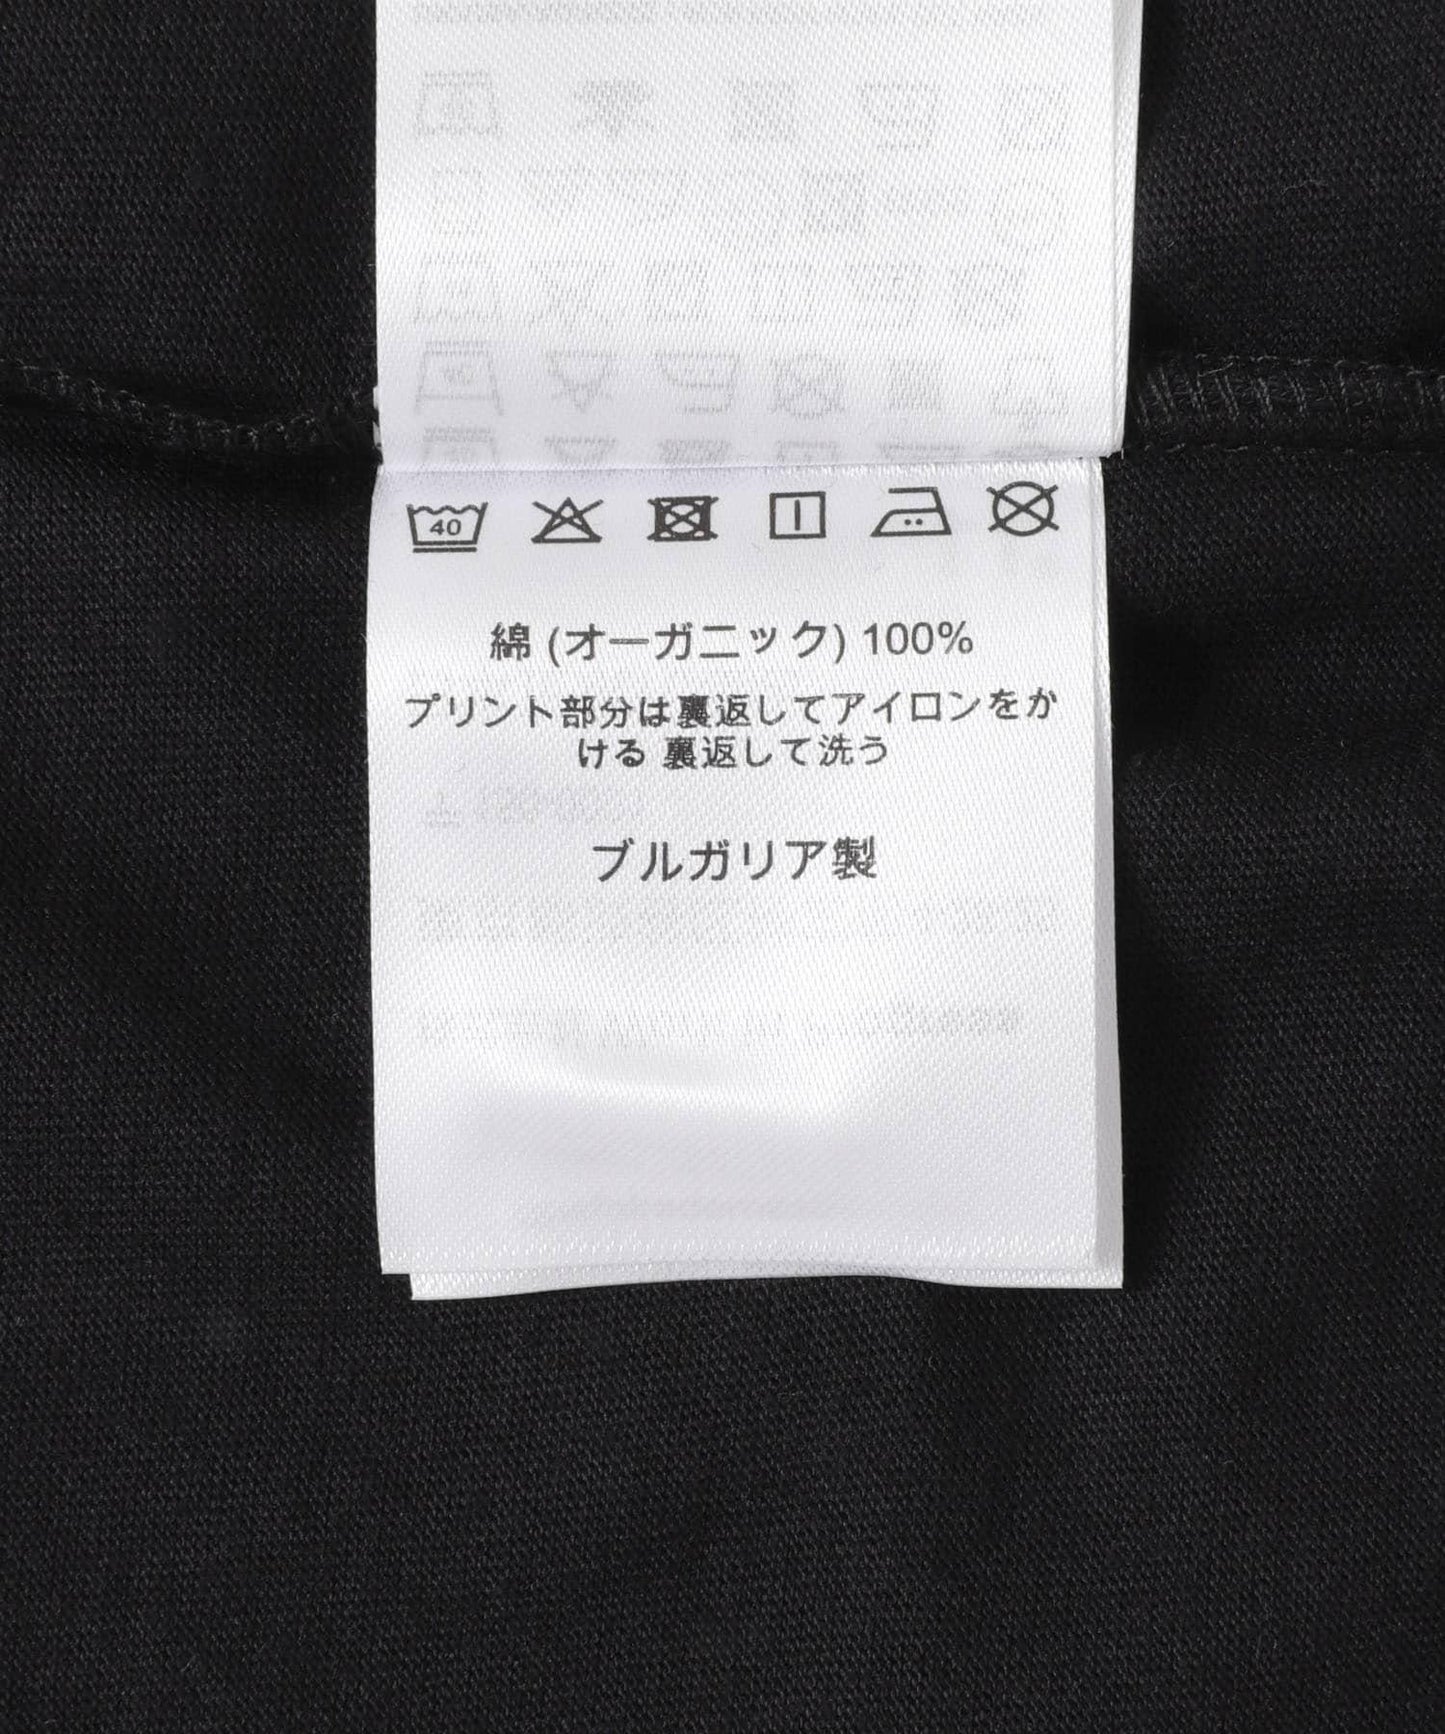 40
綿 (オーガニック) 100%
プリント部分は裏返してアイロンをか
ける 裏返して洗う
ブルガリア製